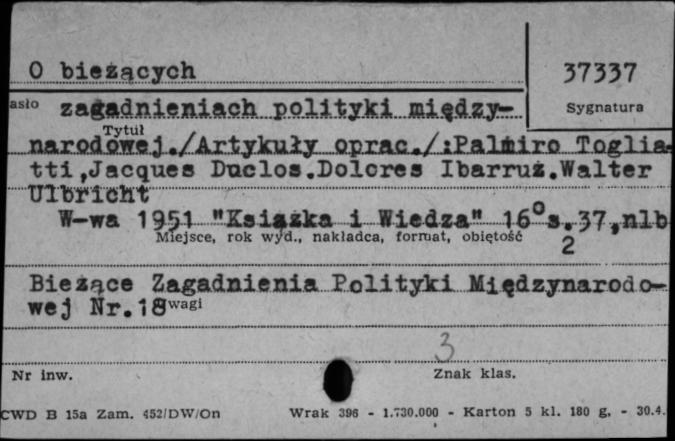 O bieżących
37337
asło zagadnieniach polityki między-
Sygnatura
Tytuł
narodowej./Artykuły oprac./:Palmiro Toglia-
tti,Jacques Duclos.Dolores Ibarruż.Walter
Ulbricht
W-wa 1951 "Książka i Wiedza" 16° s.37,nlb
Miejsce, rok wyd., nakładca, format, objętość
2
Bieżące Zagadnienia Polityki Międzynarodo-
wej Nr.18 wagi
3
Nr inw.
Znak klas.
CWD B 15a Zam. 452/DW/On Wrak 396 - 1.730.000 - Karton 5 kl. 180 g. - 30.4.